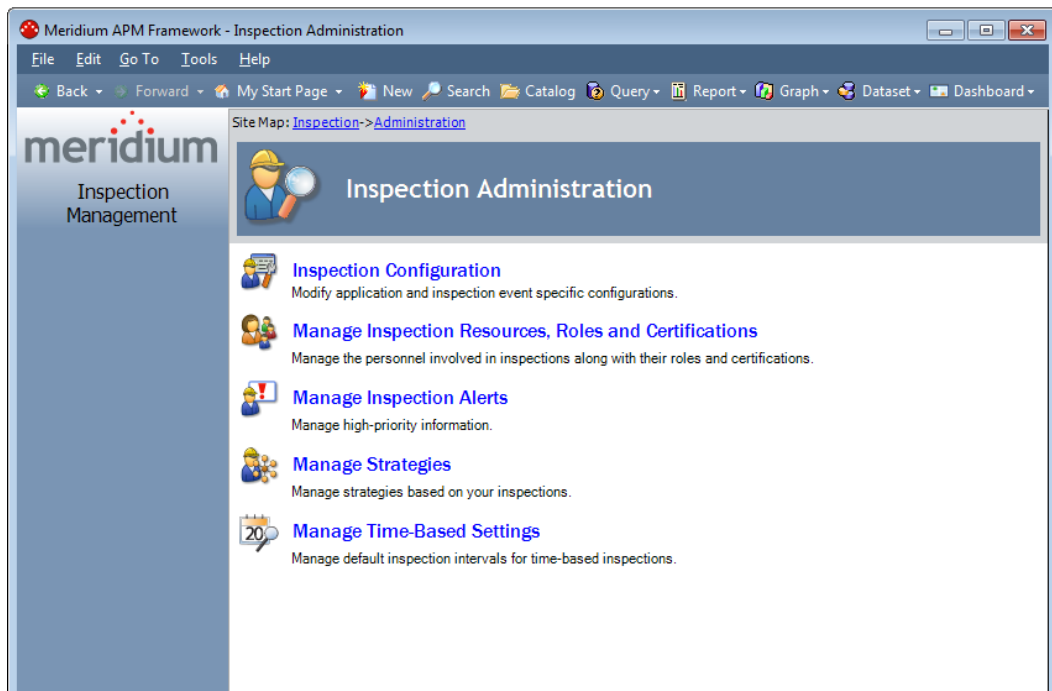 Meridium APM Framework - Inspection Administration
File Edit Go To Tools Help
Back Forward My Start Page New Search Catalog Query Report Graph Dataset Dashboard
Site Map: Inspection->Administration
meridium
Inspection
Management
Inspection Administration
Inspection Configuration
Modify application and inspection event specific configurations.
Manage Inspection Resources, Roles and Certifications
Manage the personnel involved in inspections along with their roles and certifications.
Manage Inspection Alerts
Manage high-priority information.
Manage Strategies
Manage strategies based on your inspections.
20
Manage Time-Based Settings
Manage default inspection intervals for time-based inspections.